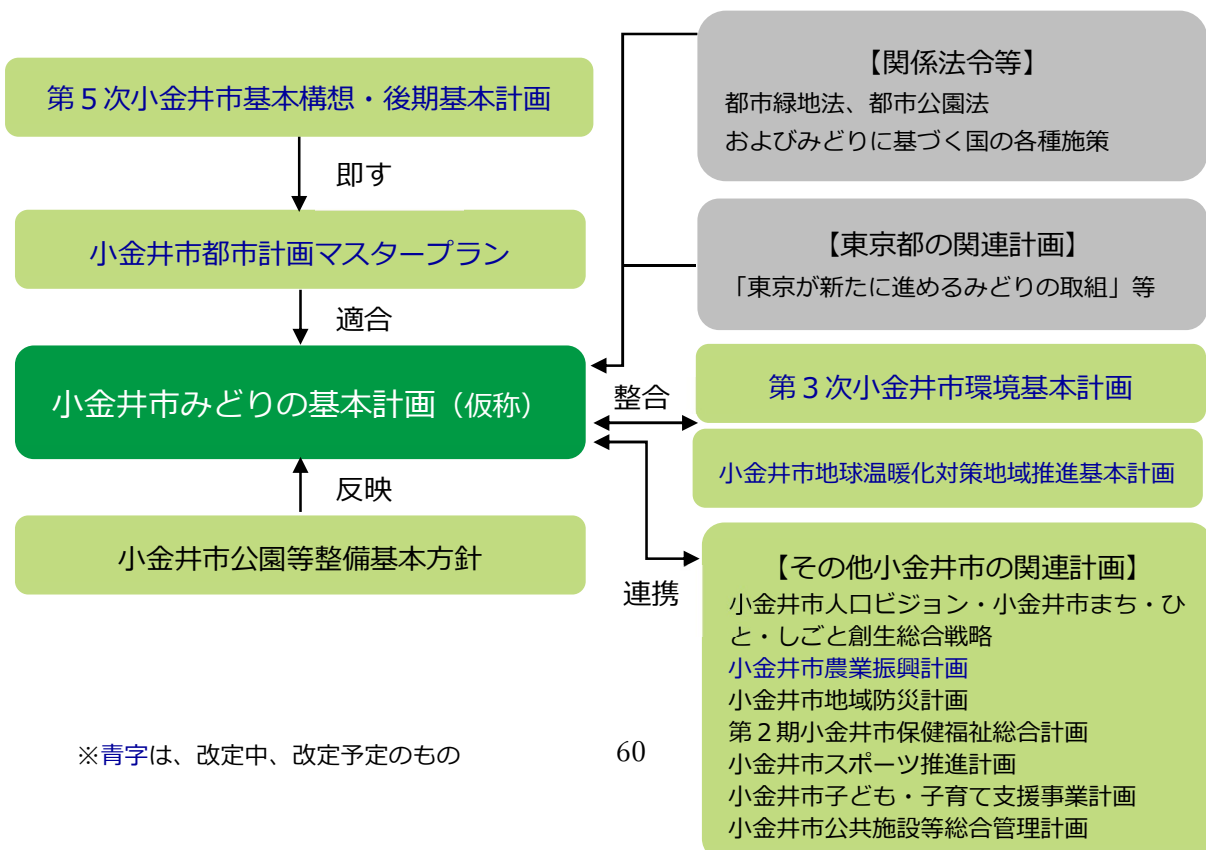 第５次小金井市基本構想・後期基本計画
即す
小金井市都市計画マスタープラン
適合
小金井市みどりの基本計画（仮称）
反映
小金井市公園等整備基本方針
※青字は、改定中、改定予定のもの
60
【関係法令等】
都市緑地法、都市公園法
およびみどりに基づく国の各種施策
【東京都の関連計画】
「東京が新たに進めるみどりの取組」等
整合
第３次小金井市環境基本計画
小金井市地球温暖化対策地域推進基本計画
連携
【その他小金井市の関連計画】
小金井市人口ビジョン・小金井市まち・ひ
と・しごと創生総合戦略
小金井市農業振興計画
小金井市地域防災計画
第２期小金井市保健福祉総合計画
小金井市スポーツ推進計画
小金井市子ども・子育て支援事業計画
小金井市公共施設等総合管理計画